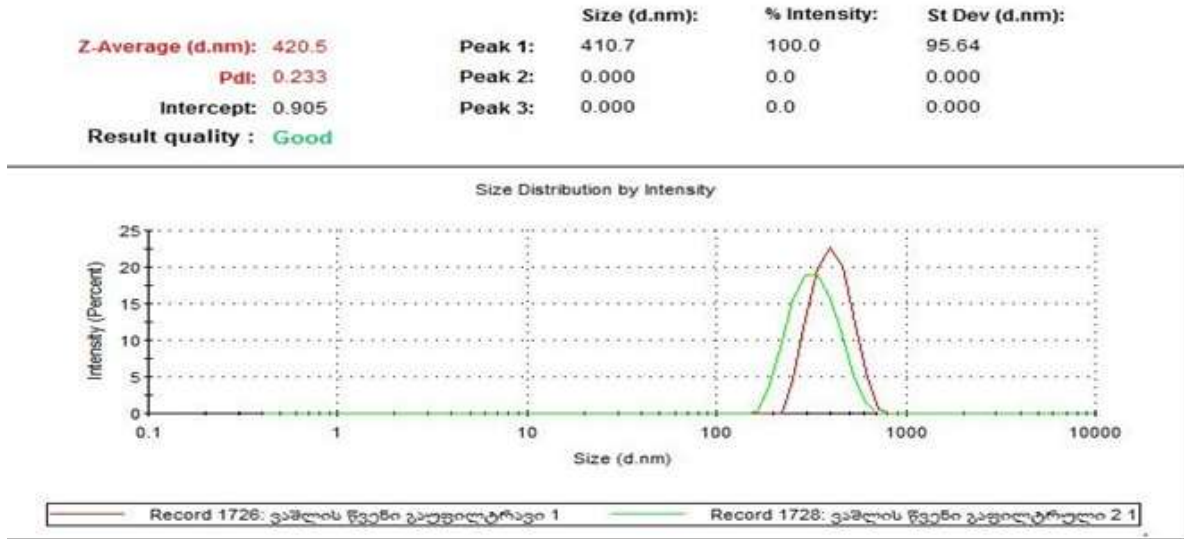 Size (d.nm): % Intensity: St Dev (d.nm):
Z-Average (d.nm): 420.5 Peak 1: 410.7 100.0 95.64
PdI: 0.233 Peak 2: 0.000 0.0 0.000
Intercept: 0.905 Peak 3: 0.000 0.0 0.000
Result quality : Good
Size Distribution by Intensity
Intensity (Percent)
25
20
15
10
5
0
0.1 1 10 100 1000 10000
Size (d.nm)
Record 1726: ვაშლის წვენი გაუფილტრავი 1 Record 1728: ვაშლის წვენი გაფილტრული 2 1